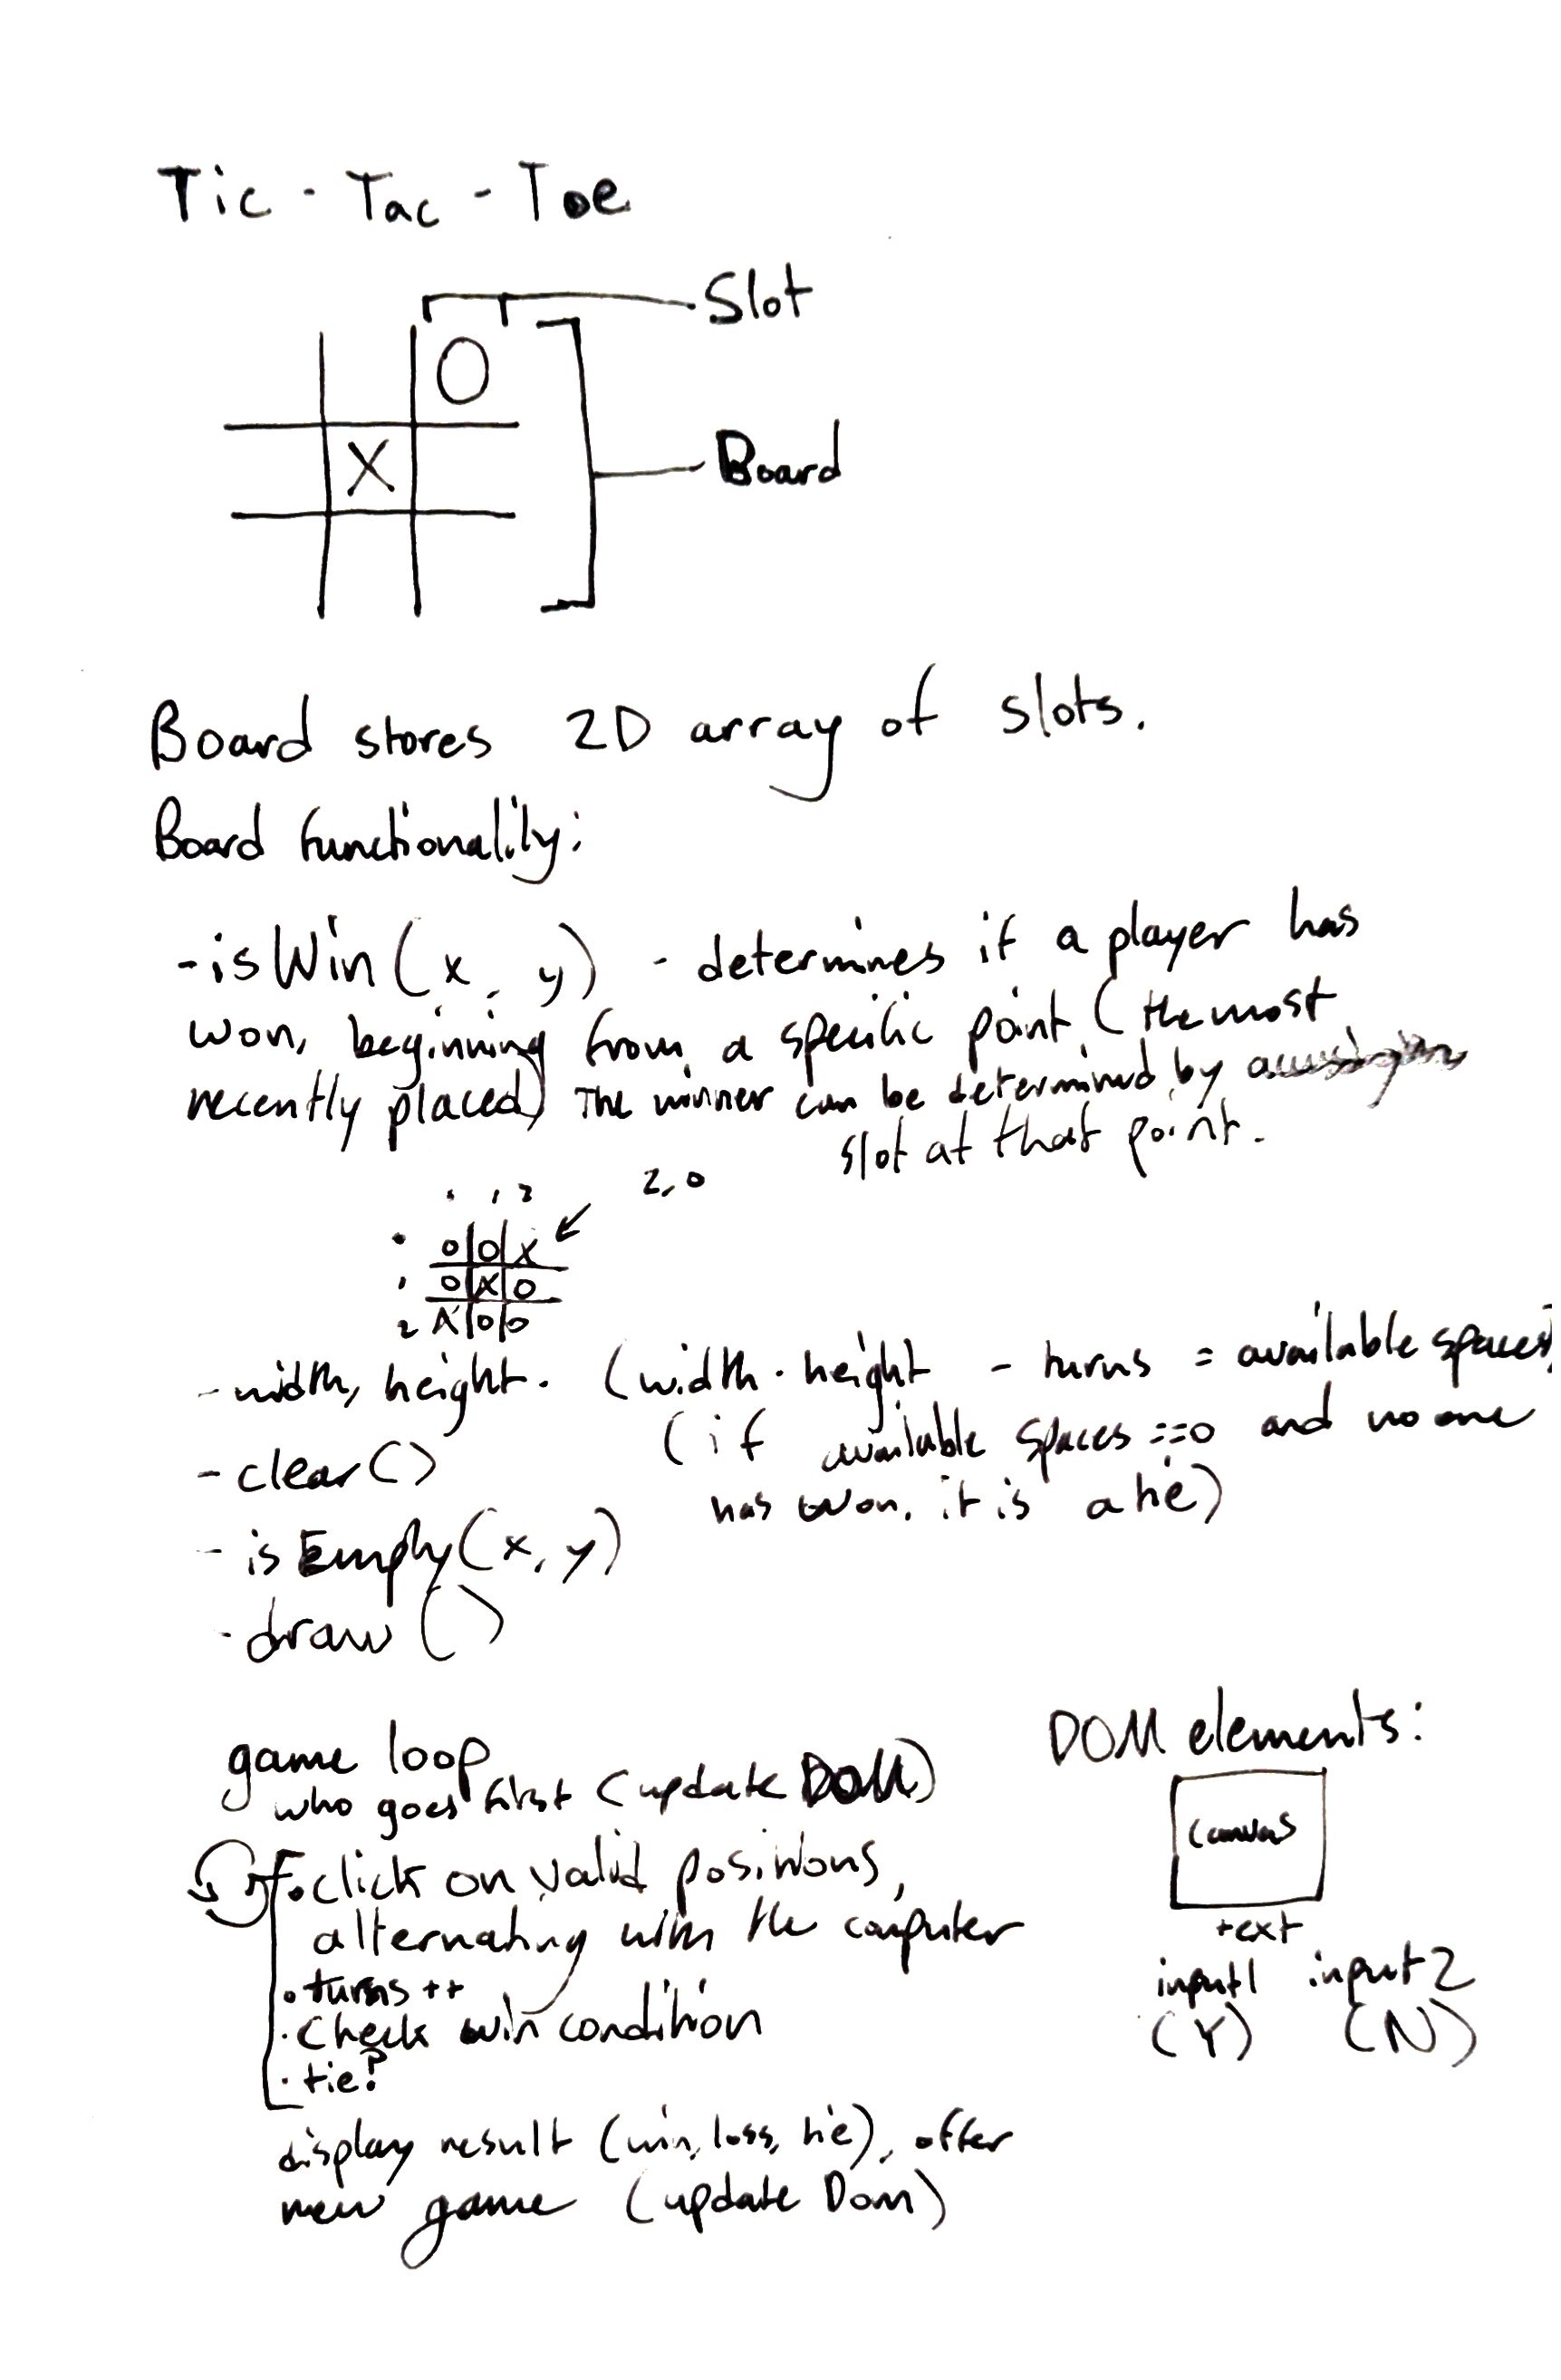 Tic - Tac - Toe
Slot
O
X
Board
Board stores 2D array of slots.
Board functionality:
- isWin(x, y) - determines if a player has
won, beginning from a specific point (the most
recently placed) The winner can be determined by
slot at that point.
2,0
0 1 2
0 O O X
1 O X O
2 X O O
- width, height. (width · height - turns = available spaces)
- clear() (if available spaces ==0 and no one
has won, it is a tie)
- isEmpty(x, y)
- draw()
game loop
who goes first (update DOM)
• click on valid positions,
alternating with the computer
• turns ++
• Check win condition
• tie?
display result (win, loss, tie), offer
new game (update Dom)
DOM elements:
Canvas
text
input1 input 2
(Y) (N)